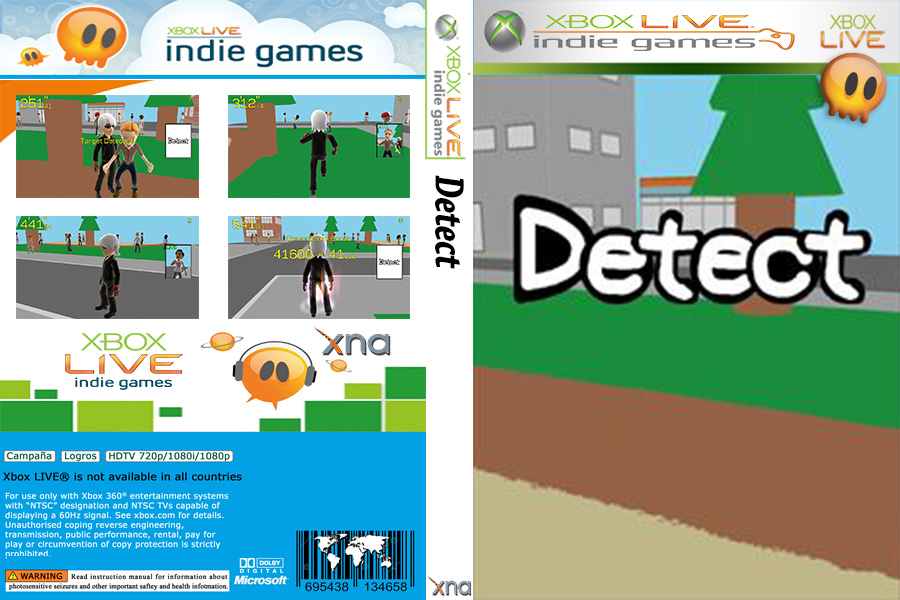 XBOX LIVE
indie games
251"
Target Detected
Detect
312"
441"
541"
41600
Detect
XBOX
LIVE
indie games
xna
Campaña Logros HDTV 720p/1080i/1080p
Xbox LIVE® is not available in all countries
For use only with Xbox 360® entertainment systems
with "NTSC" designation and NTSC TVs capable of
displaying a 60Hz signal. See xbox.com for details.
Unauthorised coping reverse engineering,
transmission, public performance, rental, pay for
play or circumvention of copy protection is strictly
prohibited.
WARNING Read instruction manual for information about
photosensitive seizures and other important saftey and health infotmation.
DOLBY
DIGITAL
Microsoft
695438 134658
XBOX LIVE
indie games
Detect
xna
XBOX LIVE
indie games
XBOX
LIVE
Detect